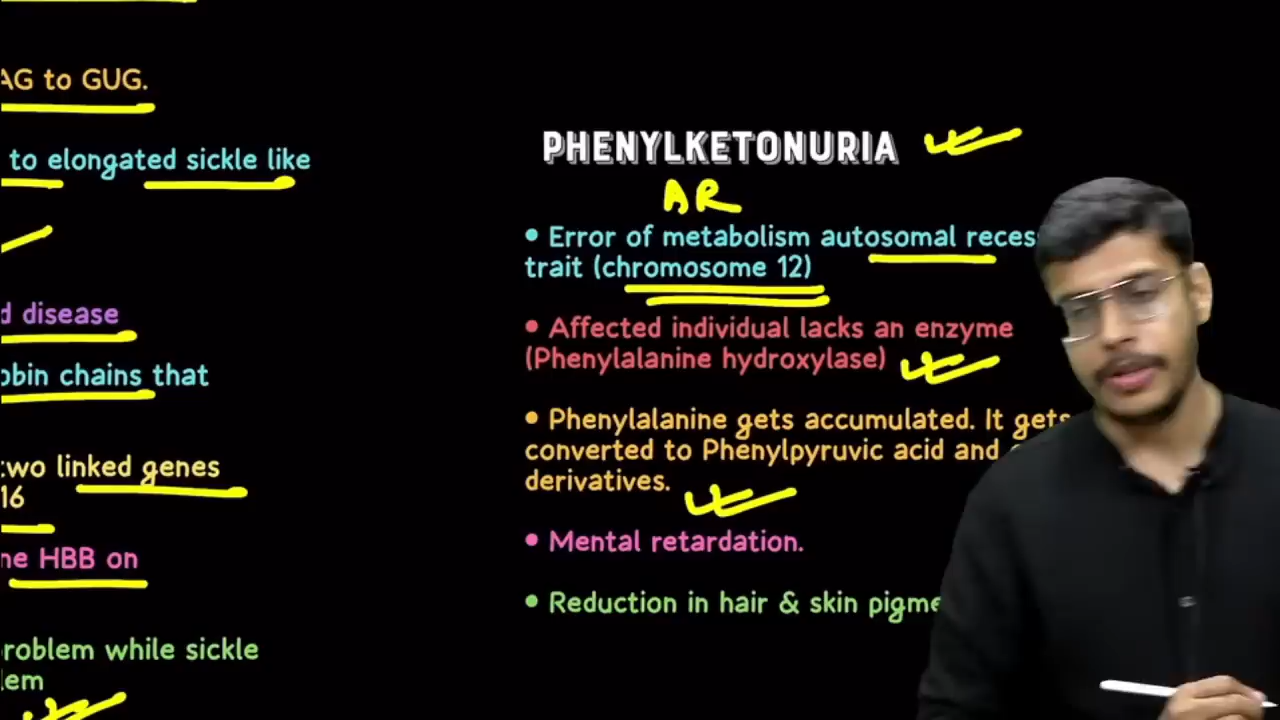 AG to GUG.
to elongated sickle like
d disease
obin chains that
two linked genes
16
ne HBB on
roblem while sickle
lem
PHENYLKETONURIA
AR
• Error of metabolism autosomal reces
trait (chromosome 12)
• Affected individual lacks an enzyme
(Phenylalanine hydroxylase)
• Phenylalanine gets accumulated. It gets
converted to Phenylpyruvic acid and
derivatives.
• Mental retardation.
• Reduction in hair & skin pigme